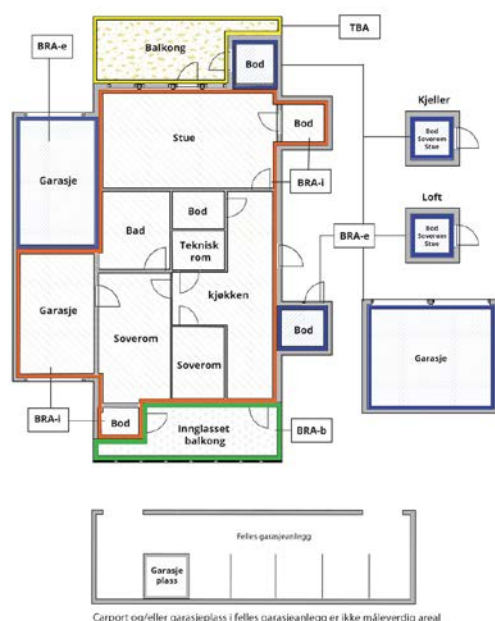 TBA
BRA-e
Balkong
Bod
Kjeller
Stue
Bod
Bod
Soverom
Stue
Garasje
BRA-i
Loft
Bad
Bod
Bod
Soverom
Stue
Teknisk
rom
BRA-e
kjøkken
Garasje
Bod
Soverom
Soverom
Garasje
BRA-i
Bod
Innglasset
balkong
BRA-b
Felles garasjeanlegg
Garasje
plass
Carport og/eller garasjeplass i felles garasjeanlegg er ikke måleverdig areal